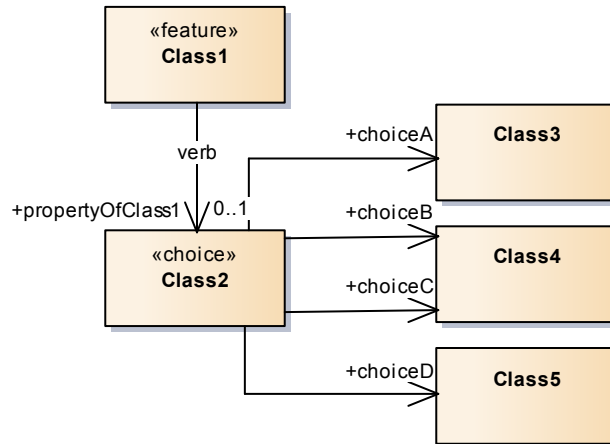 «feature»
Class1
verb
+propertyOfClass1
0..1
«choice»
Class2
+choiceA
Class3
+choiceB
Class4
+choiceC
+choiceD
Class5